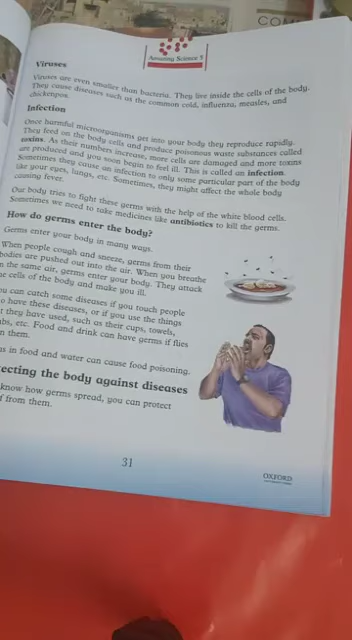 Amazing Science 5
Viruses
Viruses are even smaller than bacteria. They live inside the cells of the body.
They cause diseases such as the common cold, influenza, measles, and
chickenpox.
Infection
Once harmful microorganisms get into your body they reproduce rapidly.
They feed on the body cells and produce poisonous waste substances called
toxins. As their numbers increase, more cells are damaged and more toxins
are produced and you soon begin to feel ill. This is called an infection.
Sometimes they cause an infection to only some particular part of the body
like your eyes, lungs, etc. Sometimes, they might affect the whole body
causing fever.
Our body tries to fight these germs with the help of the white blood cells.
Sometimes we need to take medicines like antibiotics to kill the germs.
How do germs enter the body?
Germs enter your body in many ways.
When people cough and sneeze, germs from their
bodies are pushed out into the air. When you breathe
the same air, germs enter your body. They attack
cells of the body and make you ill.
can catch some diseases if you touch people
have these diseases, or if you use the things
they have used, such as their cups, towels,
etc. Food and drink can have germs if flies
them.
in food and water can cause food poisoning.
ecting the body against diseases
know how germs spread, you can protect
from them.
31
OXFORD